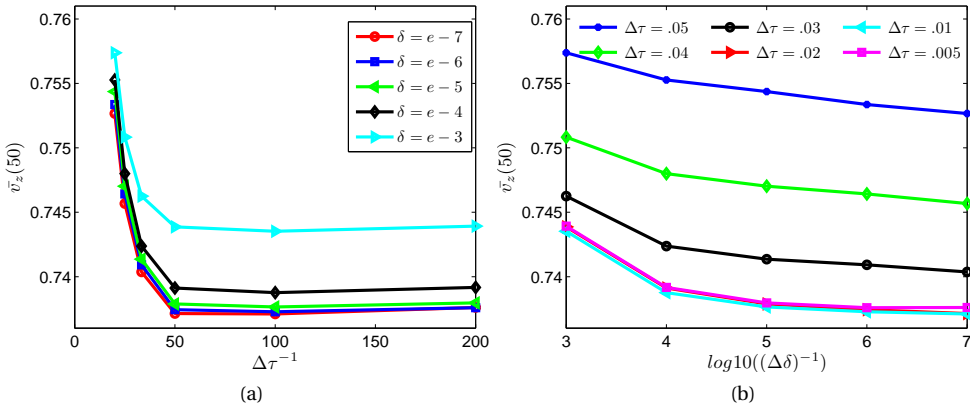 0.76
0.755
0.75
0.745
0.74
v̄_z(50)
0 50 100 150 200
Δτ⁻¹
δ = e − 7
δ = e − 6
δ = e − 5
δ = e − 4
δ = e − 3
(a)
0.76
0.755
0.75
0.745
0.74
v̄_z(50)
Δτ = .05 Δτ = .03 Δτ = .01
Δτ = .04 Δτ = .02 Δτ = .005
3 4 5 6 7
log10((Δδ)⁻¹)
(b)